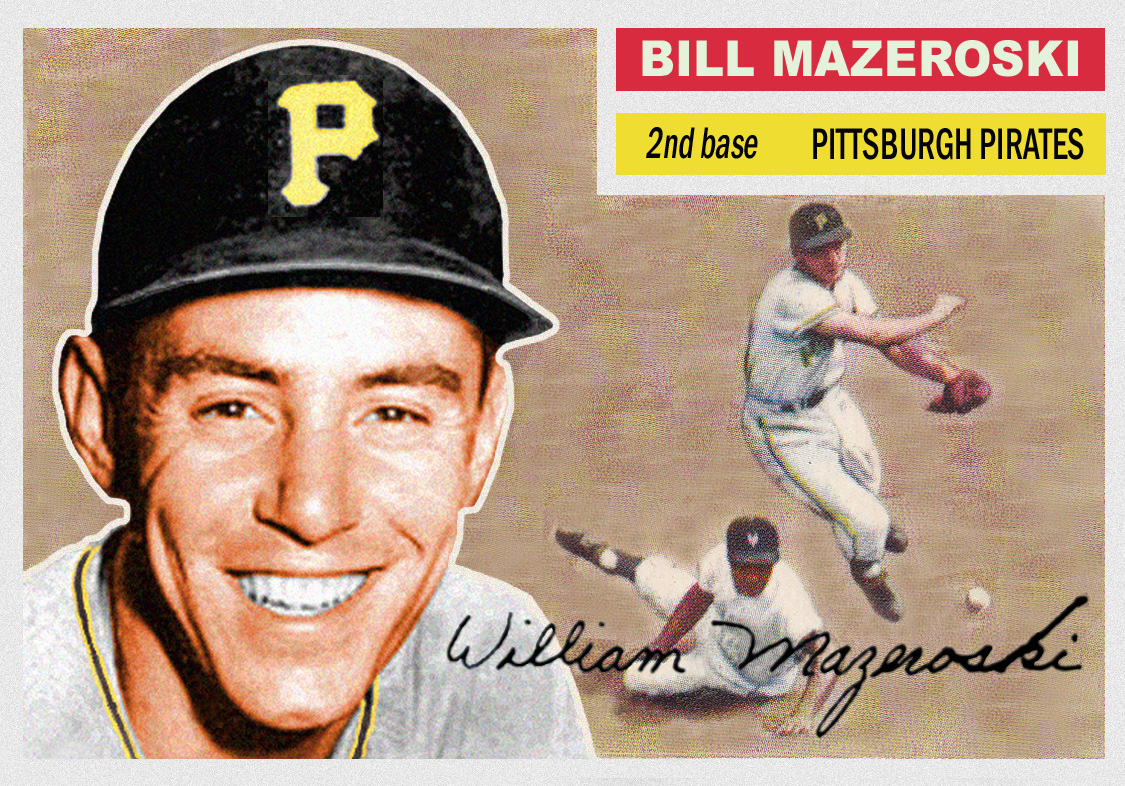 P
BILL MAZEROSKI
2nd base PITTSBURGH PIRATES
William Mazeroski